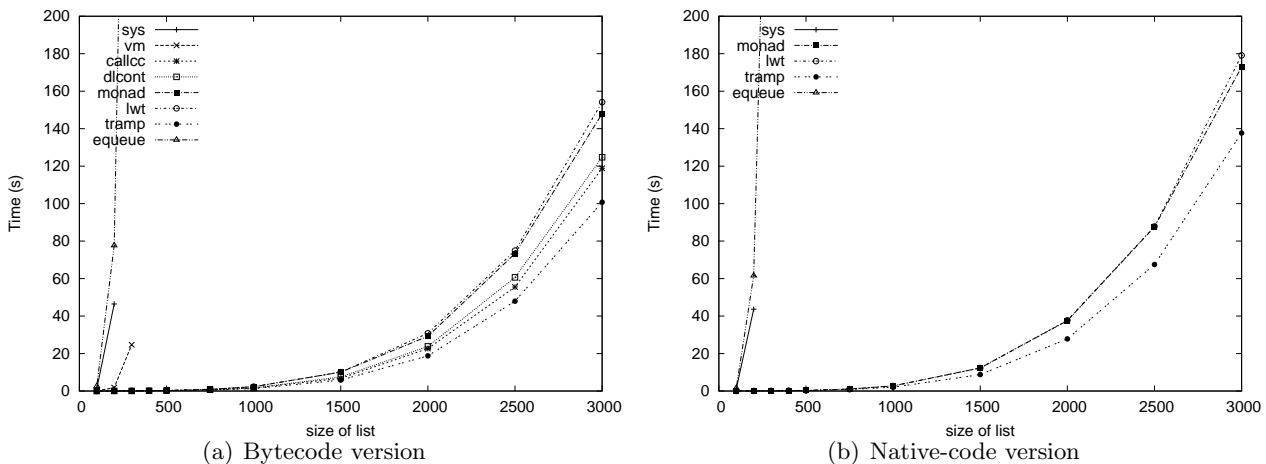 200
180
160
140
120
100
80
60
40
20
0
Time (s)
sys
vm
callcc
dlcont
monad
lwt
tramp
equeue
0 500 1000 1500 2000 2500 3000
size of list
(a) Bytecode version
200
180
160
140
120
100
80
60
40
20
0
Time (s)
sys
monad
lwt
tramp
equeue
0 500 1000 1500 2000 2500 3000
size of list
(b) Native-code version